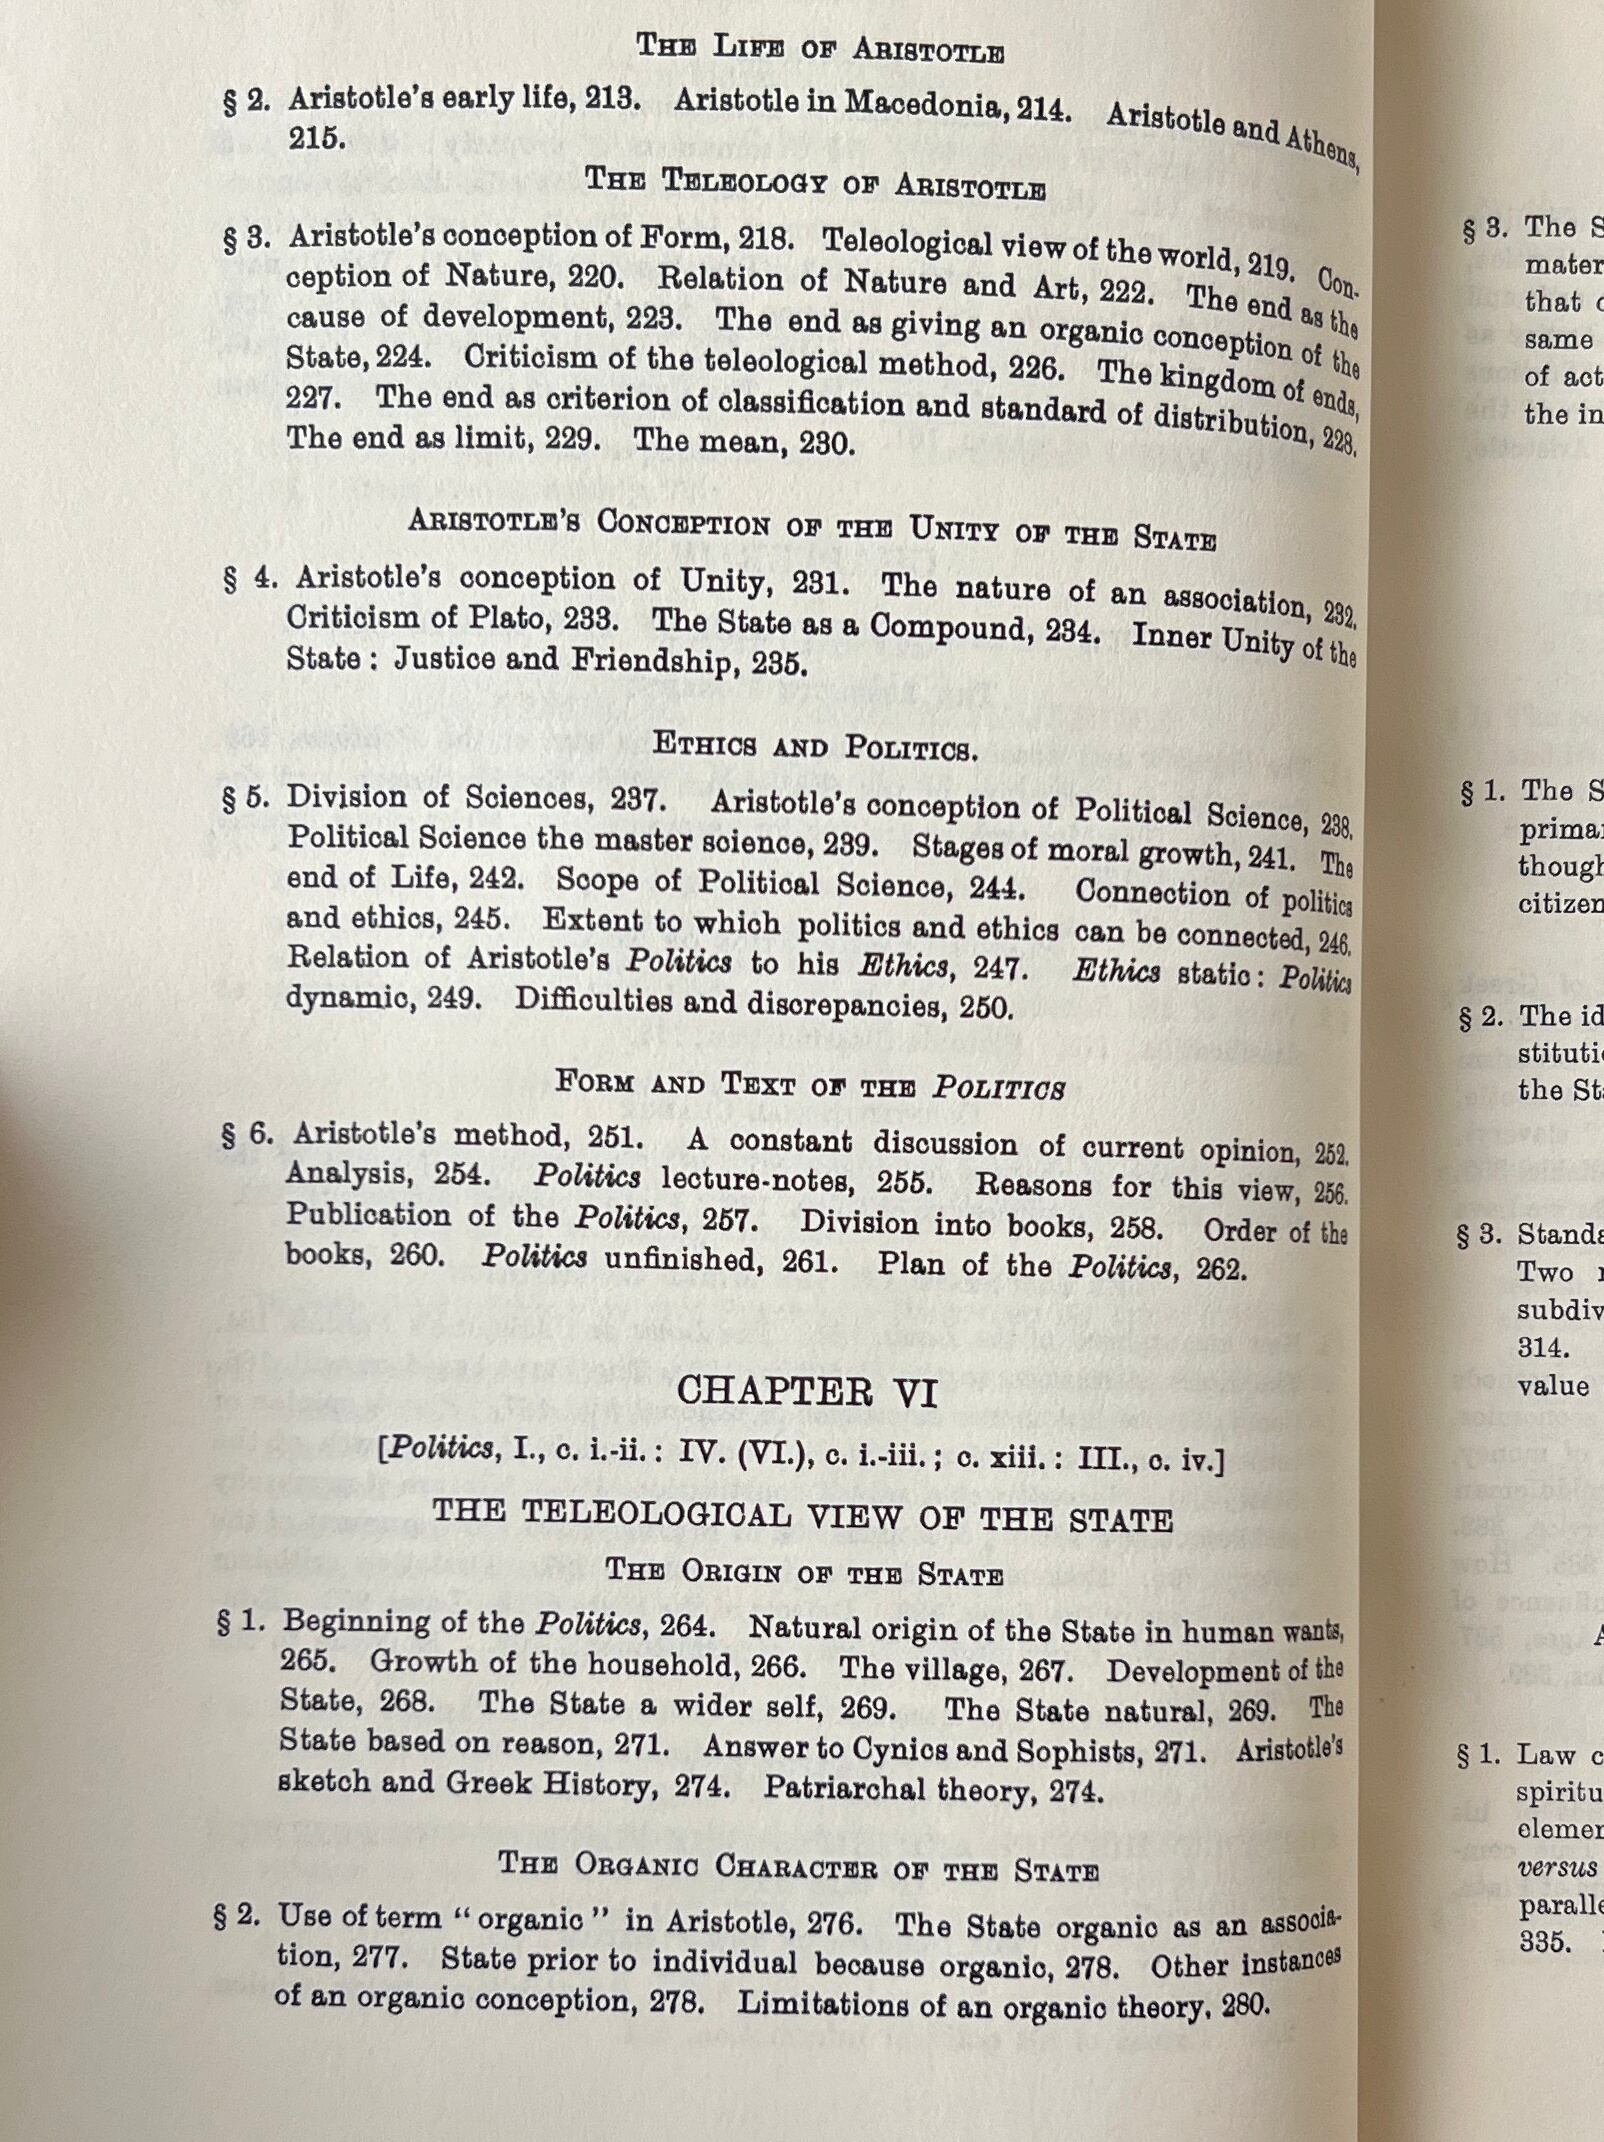 THE LIFE OF ARISTOTLE
§ 2. Aristotle's early life, 213. Aristotle in Macedonia, 214. Aristotle and Athens,
215.
THE TELEOLOGY OF ARISTOTLE
§ 3. Aristotle's conception of Form, 218. Teleological view of the world, 219. Con-
ception of Nature, 220. Relation of Nature and Art, 222. The end as the
cause of development, 223. The end as giving an organic conception of the
State, 224. Criticism of the teleological method, 226. The kingdom of ends,
227. The end as criterion of classification and standard of distribution, 228.
The end as limit, 229. The mean, 230.
ARISTOTLE'S CONCEPTION OF THE UNITY OF THE STATE
§ 4. Aristotle's conception of Unity, 231. The nature of an association, 232.
Criticism of Plato, 233. The State as a Compound, 234. Inner Unity of the
State : Justice and Friendship, 235.
ETHICS AND POLITICS.
§ 5. Division of Sciences, 237. Aristotle's conception of Political Science, 238.
Political Science the master science, 239. Stages of moral growth, 241. The
end of Life, 242. Scope of Political Science, 244. Connection of politics
and ethics, 245. Extent to which politics and ethics can be connected, 246.
Relation of Aristotle's Politics to his Ethics, 247. Ethics static : Politics
dynamic, 249. Difficulties and discrepancies, 250.
FORM AND TEXT OF THE POLITICS
§ 6. Aristotle's method, 251. A constant discussion of current opinion, 252.
Analysis, 254. Politics lecture-notes, 255. Reasons for this view, 256.
Publication of the Politics, 257. Division into books, 258. Order of the
books, 260. Politics unfinished, 261. Plan of the Politics, 262.
CHAPTER VI
[Politics, I., c. i.-ii. : IV. (VI.), c. i.-iii. ; c. xiii. : III., c. iv.]
THE TELEOLOGICAL VIEW OF THE STATE
THE ORIGIN OF THE STATE
§ 1. Beginning of the Politics, 264. Natural origin of the State in human wants,
265. Growth of the household, 266. The village, 267. Development of the
State, 268. The State a wider self, 269. The State natural, 269. The
State based on reason, 271. Answer to Cynics and Sophists, 271. Aristotle's
sketch and Greek History, 274. Patriarchal theory, 274.
THE ORGANIC CHARACTER OF THE STATE
§ 2. Use of term " organic " in Aristotle, 276. The State organic as an associa-
tion, 277. State prior to individual because organic, 278. Other instances
of an organic conception, 278. Limitations of an organic theory, 280.
§ 3. The S
mater
that
same
of act
the in
§ 1. The S
prima
though
citizen
§ 2. The id
stituti
the St
§ 3. Standa
Two
subdiv
314.
value
§ 1. Law c
spiritu
elemen
versus
paralle
335.